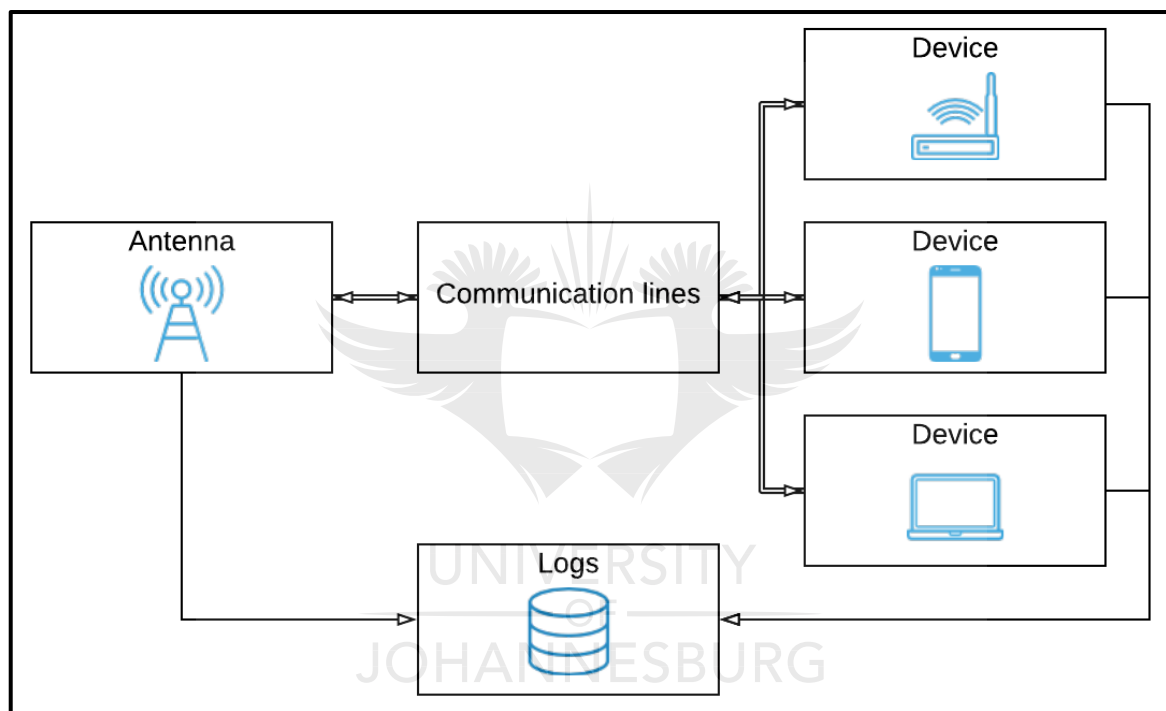 Device
Antenna
Communication lines
Device
Device
Logs
UNIVERSITY
OF
JOHANNESBURG